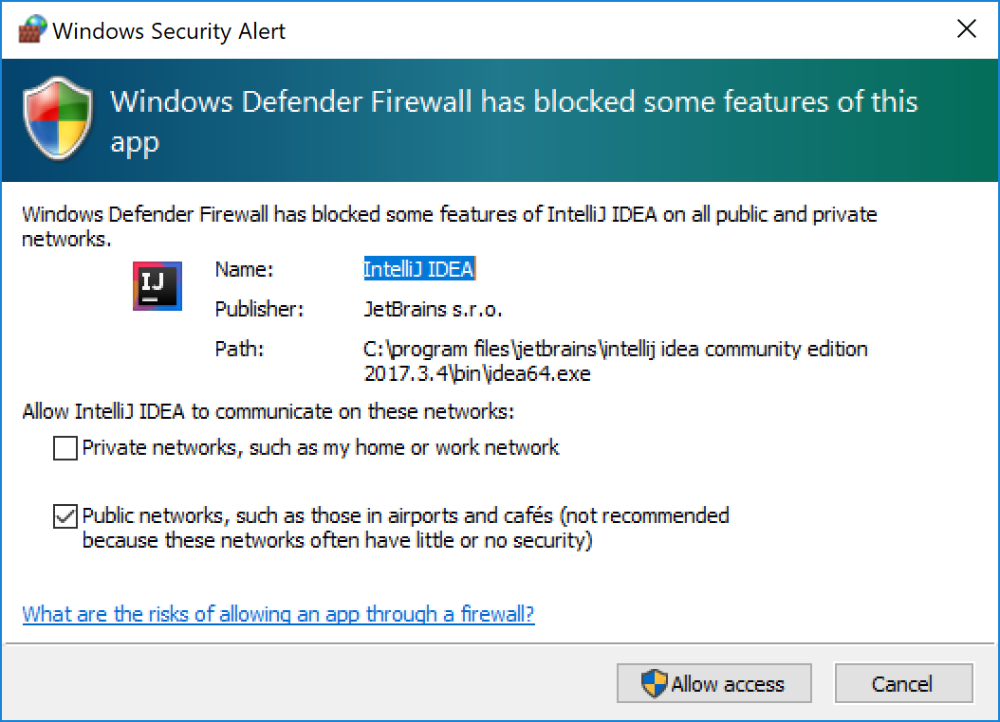 Windows Security Alert
Windows Defender Firewall has blocked some features of this
app
Windows Defender Firewall has blocked some features of IntelliJ IDEA on all public and private
networks.
IJ
Name: IntelliJ IDEA
Publisher: JetBrains s.r.o.
Path: C:\program files\jetbrains\intellij idea community edition
2017.3.4\bin\idea64.exe
Allow IntelliJ IDEA to communicate on these networks:
Private networks, such as my home or work network
Public networks, such as those in airports and cafés (not recommended
because these networks often have little or no security)
What are the risks of allowing an app through a firewall?
Allow access Cancel